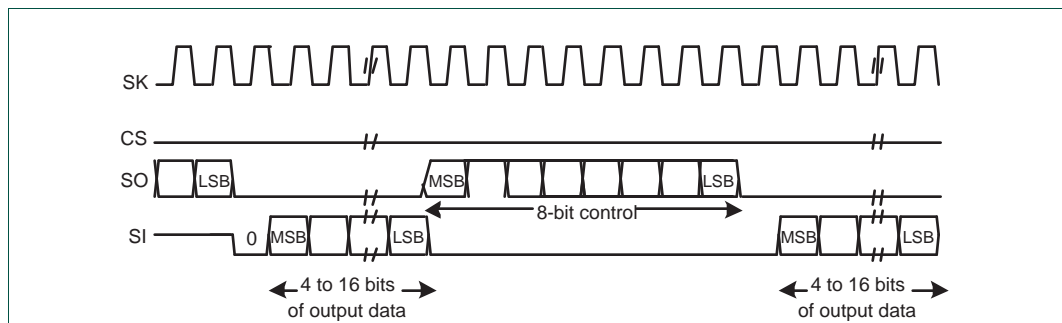 SK
CS
SO LSB MSB LSB
8-bit control
SI 0 MSB LSB MSB LSB
4 to 16 bits
of output data
4 to 16 bits
of output data